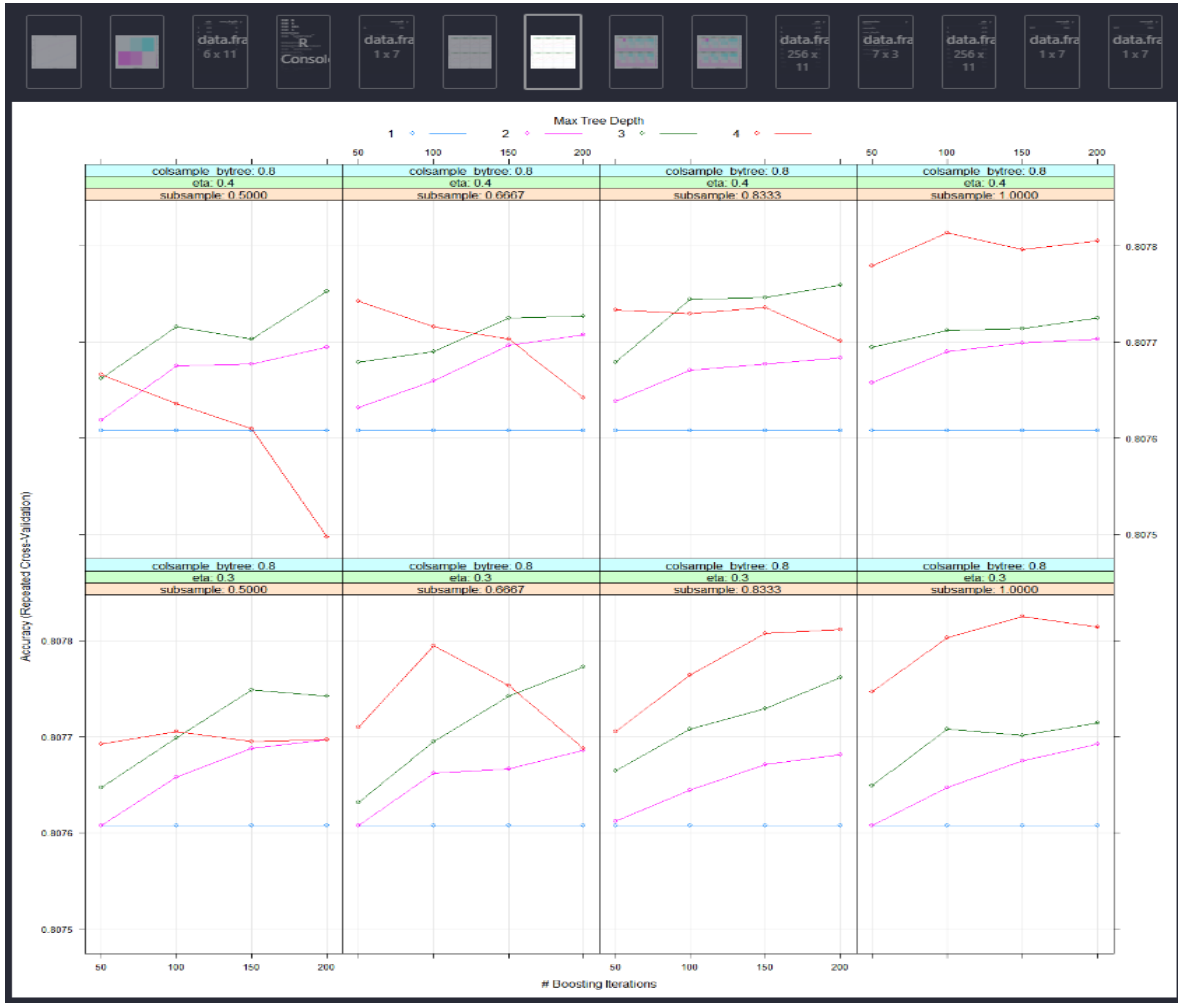 data.fra
6 x 11
R
Consol
data.fra
1 x 7
data.fra
256 x
11
data.fra
7 x 3
data.fra
256 x
11
data.fra
1 x 7
data.fra
1 x 7
Max Tree Depth
1 2 3 4
50 100 150 200 50 100 150 200
colsample_bytree: 0.8 colsample_bytree: 0.8 colsample_bytree: 0.8 colsample_bytree: 0.8
eta: 0.4 eta: 0.4 eta: 0.4 eta: 0.4
subsample: 0.5000 subsample: 0.6667 subsample: 0.8333 subsample: 1.0000
0.8078
0.8077
0.8076
0.8075
colsample_bytree: 0.8 colsample_bytree: 0.8 colsample_bytree: 0.8 colsample_bytree: 0.8
eta: 0.3 eta: 0.3 eta: 0.3 eta: 0.3
subsample: 0.5000 subsample: 0.6667 subsample: 0.8333 subsample: 1.0000
0.8078
0.8077
0.8076
0.8075
Accuracy (Repeated Cross-Validation)
50 100 150 200 50 100 150 200
# Boosting Iterations